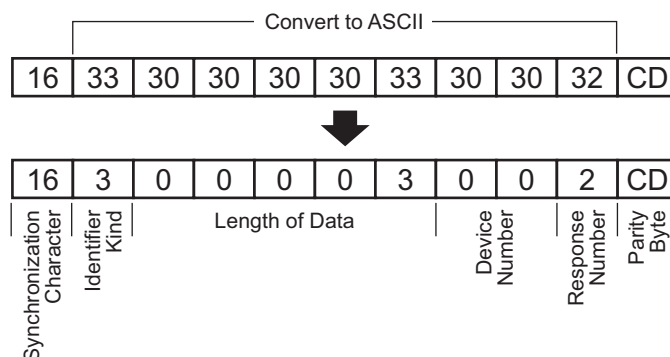 Convert to ASCII
16 33 30 30 30 30 33 30 30 32 CD
16 3 0 0 0 0 3 0 0 2 CD
Synchronization
Character
Identifier
Kind
Length of Data
Device
Number
Response
Number
Parity
Byte